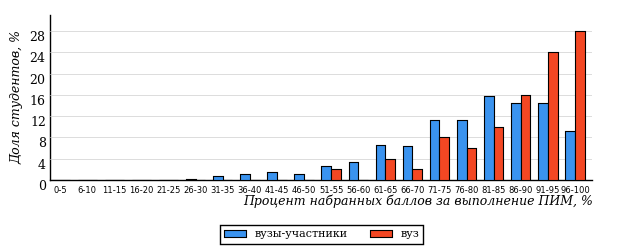 Доля студентов, %
28
24
20
16
12
8
4
0
0-5 6-10 11-15 16-20 21-25 26-30 31-35 36-40 41-45 46-50 51-55 56-60 61-65 66-70 71-75 76-80 81-85 86-90 91-95 96-100
Процент набранных баллов за выполнение ПИМ, %
вузы-участники вуз